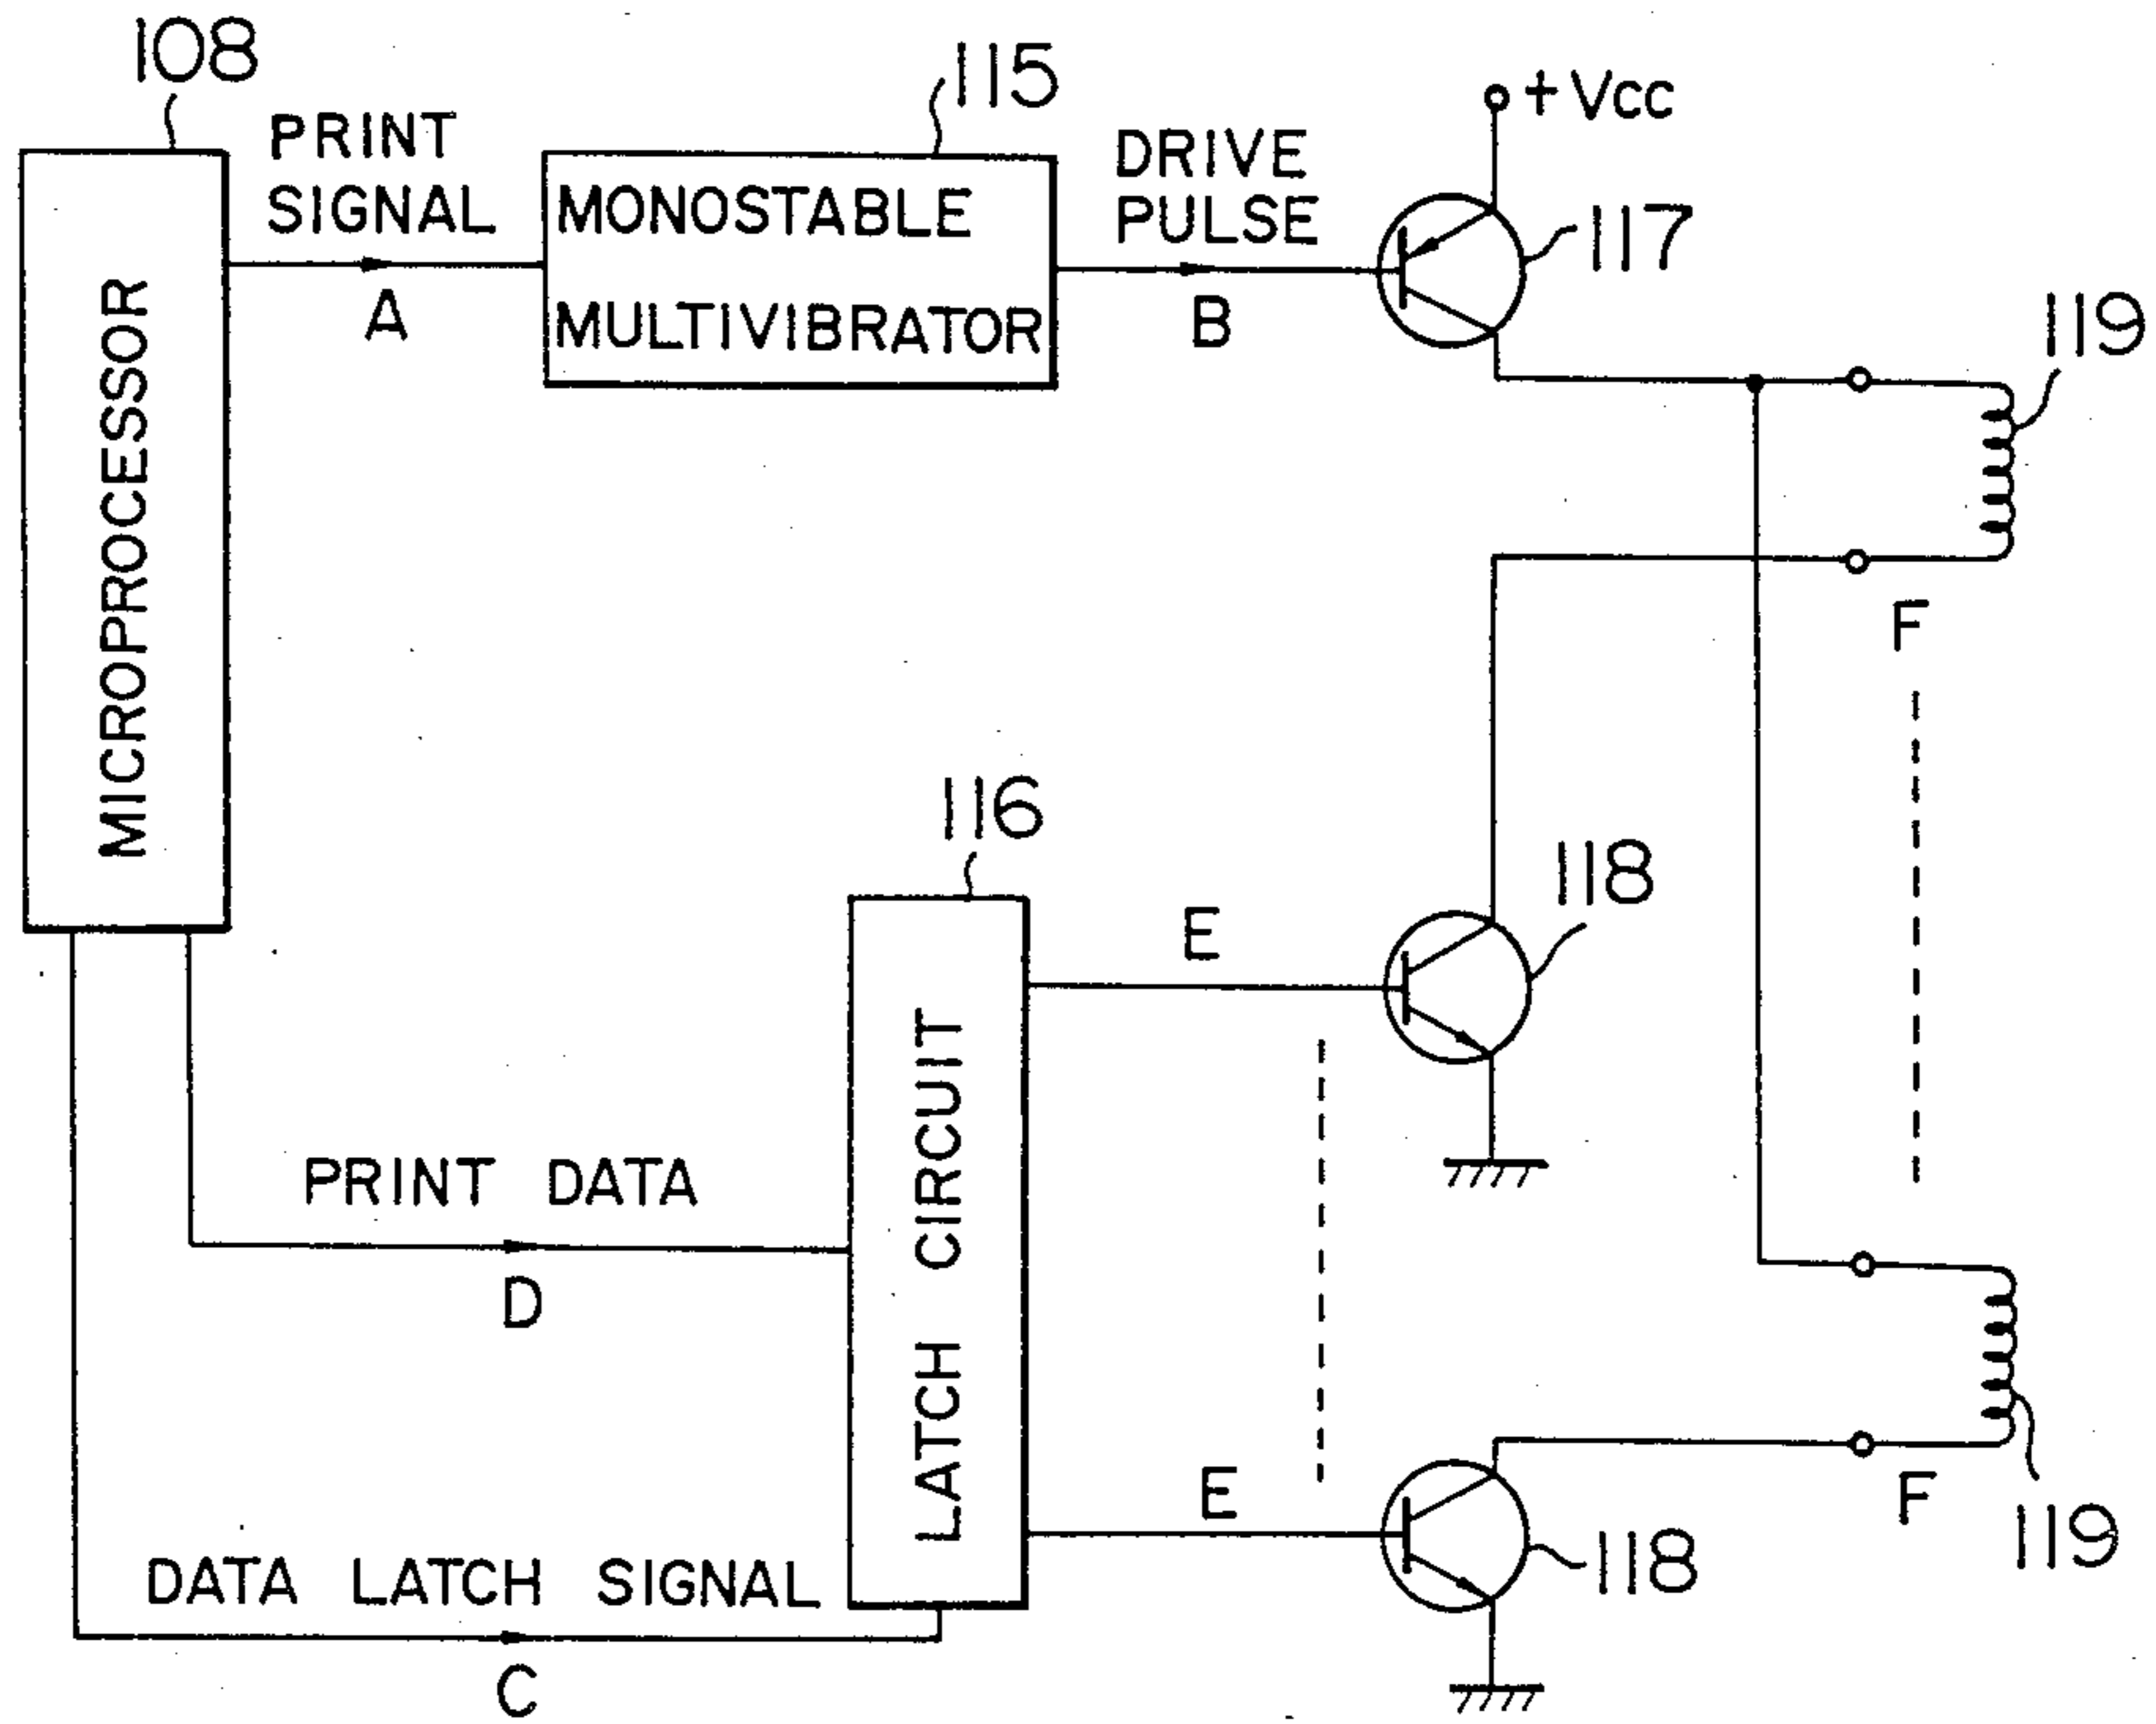 108
PRINT
SIGNAL
A
115
MONOSTABLE
MULTIVIBRATOR
DRIVE
PULSE
B
+Vcc
117
119
MICROPROCESSOR
F
116
LATCH CIRCUIT
E
118
PRINT DATA
D
E
118
F
119
DATA LATCH SIGNAL
C